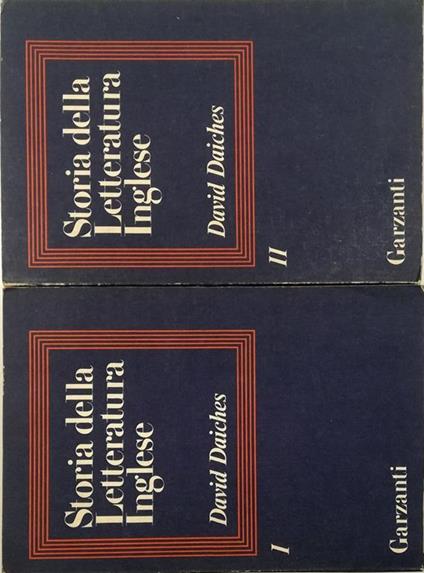 Storia della
Letteratura
Inglese
David Daiches
I
Garzanti
Storia della
Letteratura
Inglese
David Daiches
II
Garzanti